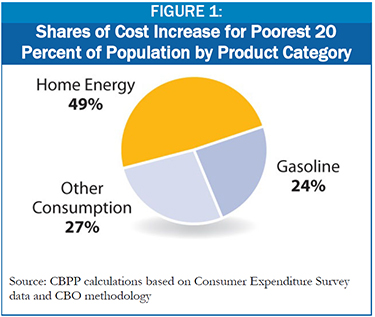 FIGURE 1:
Shares of Cost Increase for Poorest 20
Percent of Population by Product Category
Home Energy
49%
Gasoline
24%
Other
Consumption
27%
Source: CBPP calculations based on Consumer Expenditure Survey
data and CBO methodology